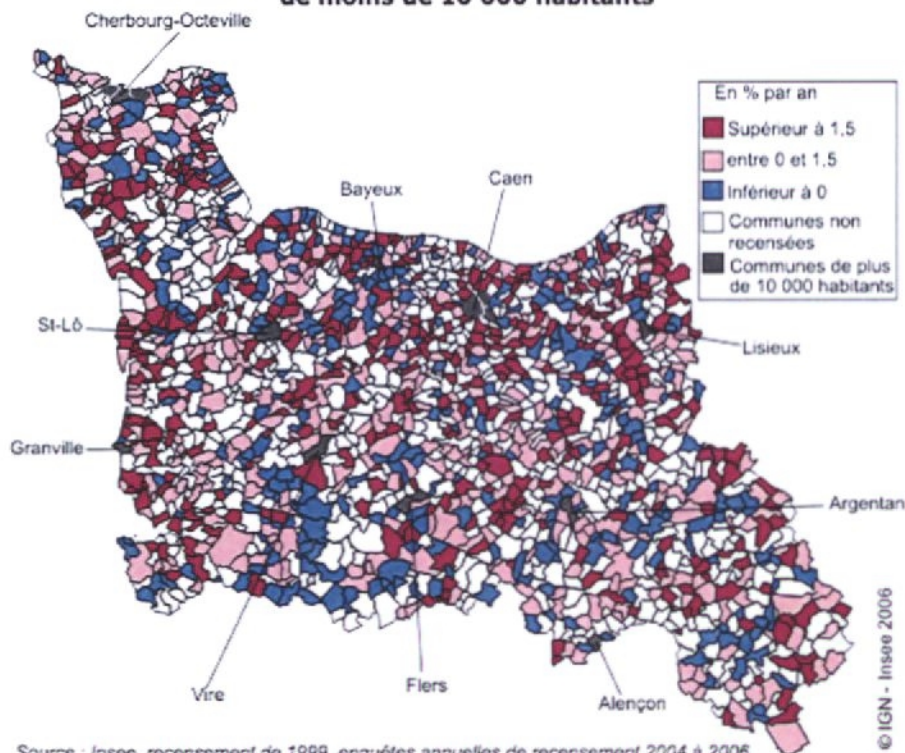 de moins de 10 000 habitants
Cherbourg-Octeville
En % par an
Supérieur à 1,5
entre 0 et 1,5
Inférieur à 0
Communes non
recensées
Communes de plus
de 10 000 habitants
Bayeux
Caen
St-Lô
Lisieux
Granville
Argentan
Vire
Flers
Alençon
© IGN - Insee 2006
Source : Insee, recensement de 1999, enquêtes annuelles de recensement 2004 à 2006